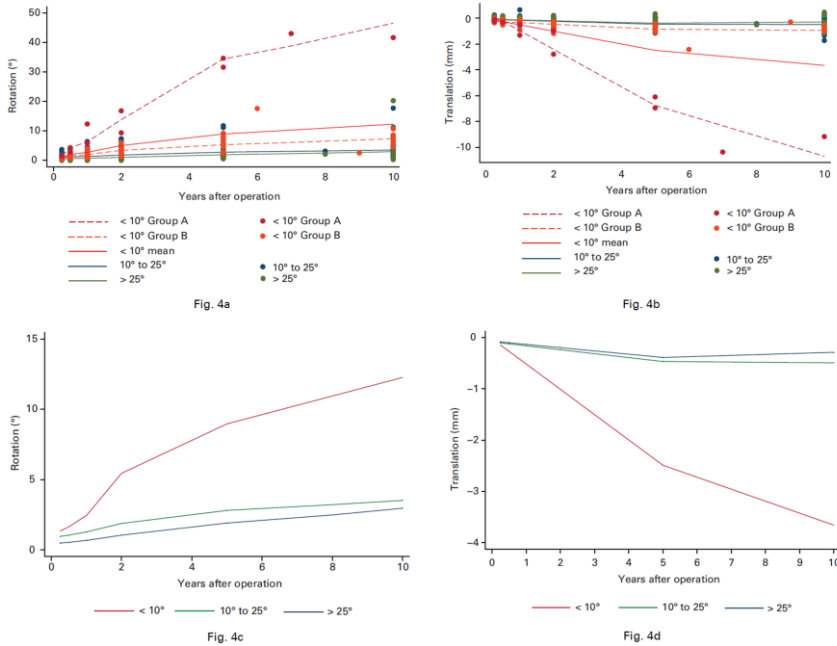 50
40
30
20
10
0
Rotation (°)
0
2
4
6
8
10
Years after operation
< 10° Group A
< 10° Group A
< 10° Group B
< 10° Group B
< 10° mean
10° to 25°
10° to 25°
> 25°
> 25°
Fig. 4a
0
-2
-4
-6
-8
-10
Translation (mm)
0
2
4
6
8
10
Years after operation
< 10° Group A
< 10° Group A
< 10° Group B
< 10° Group B
< 10° mean
10° to 25°
10° to 25°
> 25°
> 25°
Fig. 4b
15
10
5
0
Rotation (°)
0
2
4
6
8
10
Years after operation
< 10°
10° to 25°
> 25°
Fig. 4c
0
−1
−2
−3
−4
Translation (mm)
0
1
2
3
4
5
6
7
8
9
10
Years after operation
< 10°
10° to 25°
> 25°
Fig. 4d